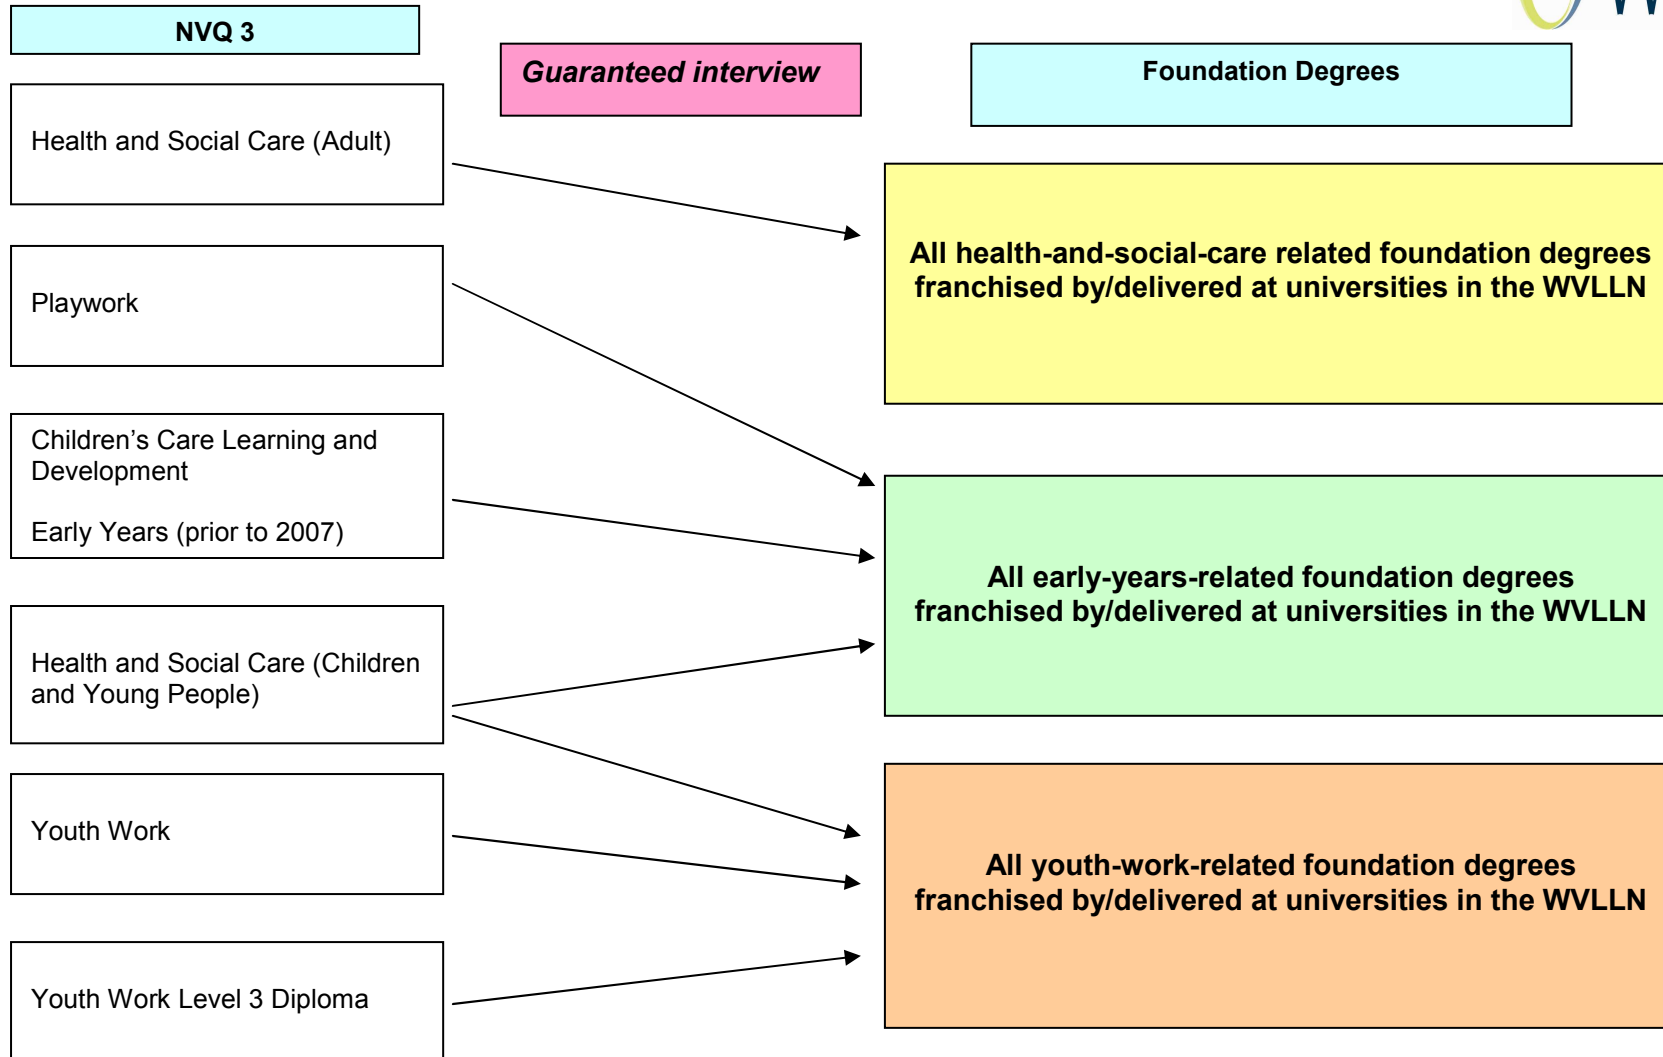 NVQ 3
Guaranteed interview
Foundation Degrees
Health and Social Care (Adult)
All health-and-social-care related foundation degrees
franchised by/delivered at universities in the WVLLN
Playwork
Children’s Care Learning and
Development
Early Years (prior to 2007)
All early-years-related foundation degrees
franchised by/delivered at universities in the WVLLN
Health and Social Care (Children
and Young People)
Youth Work
All youth-work-related foundation degrees
franchised by/delivered at universities in the WVLLN
Youth Work Level 3 Diploma